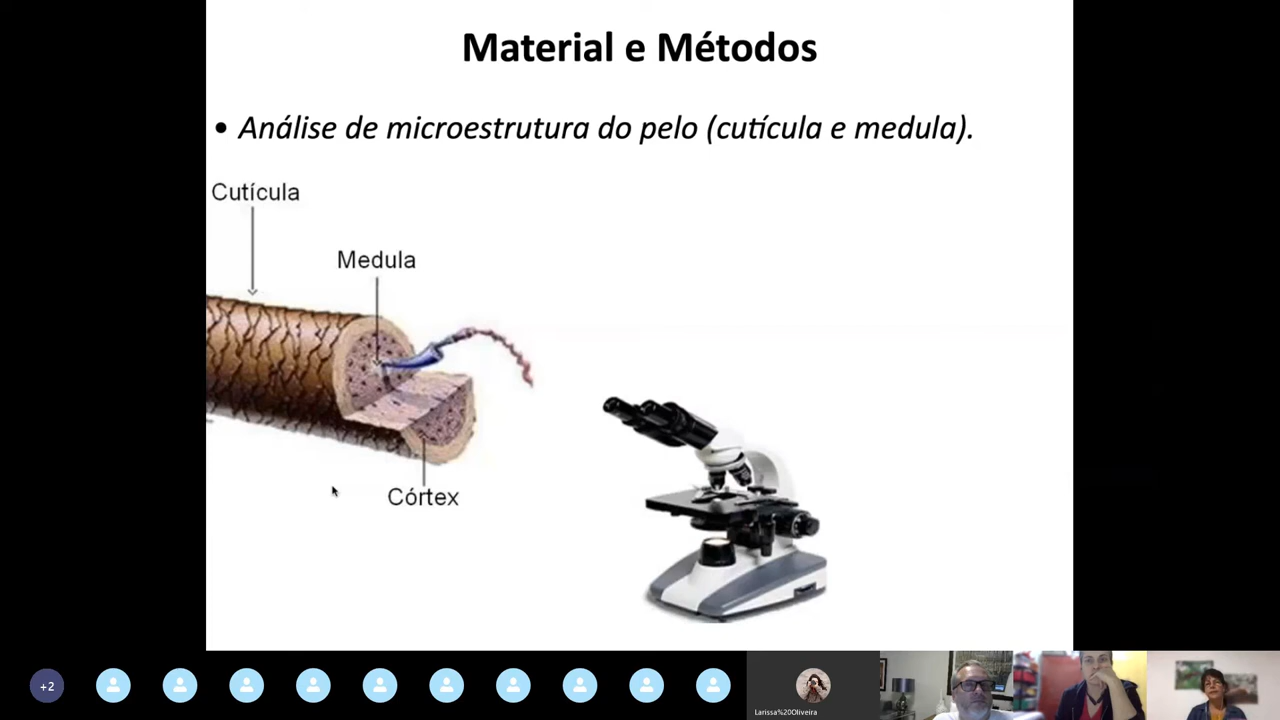 Material e Métodos
• Análise de microestrutura do pelo (cutícula e medula).
Cutícula
Medula
Córtex
+2
Larissa%20Oliveira